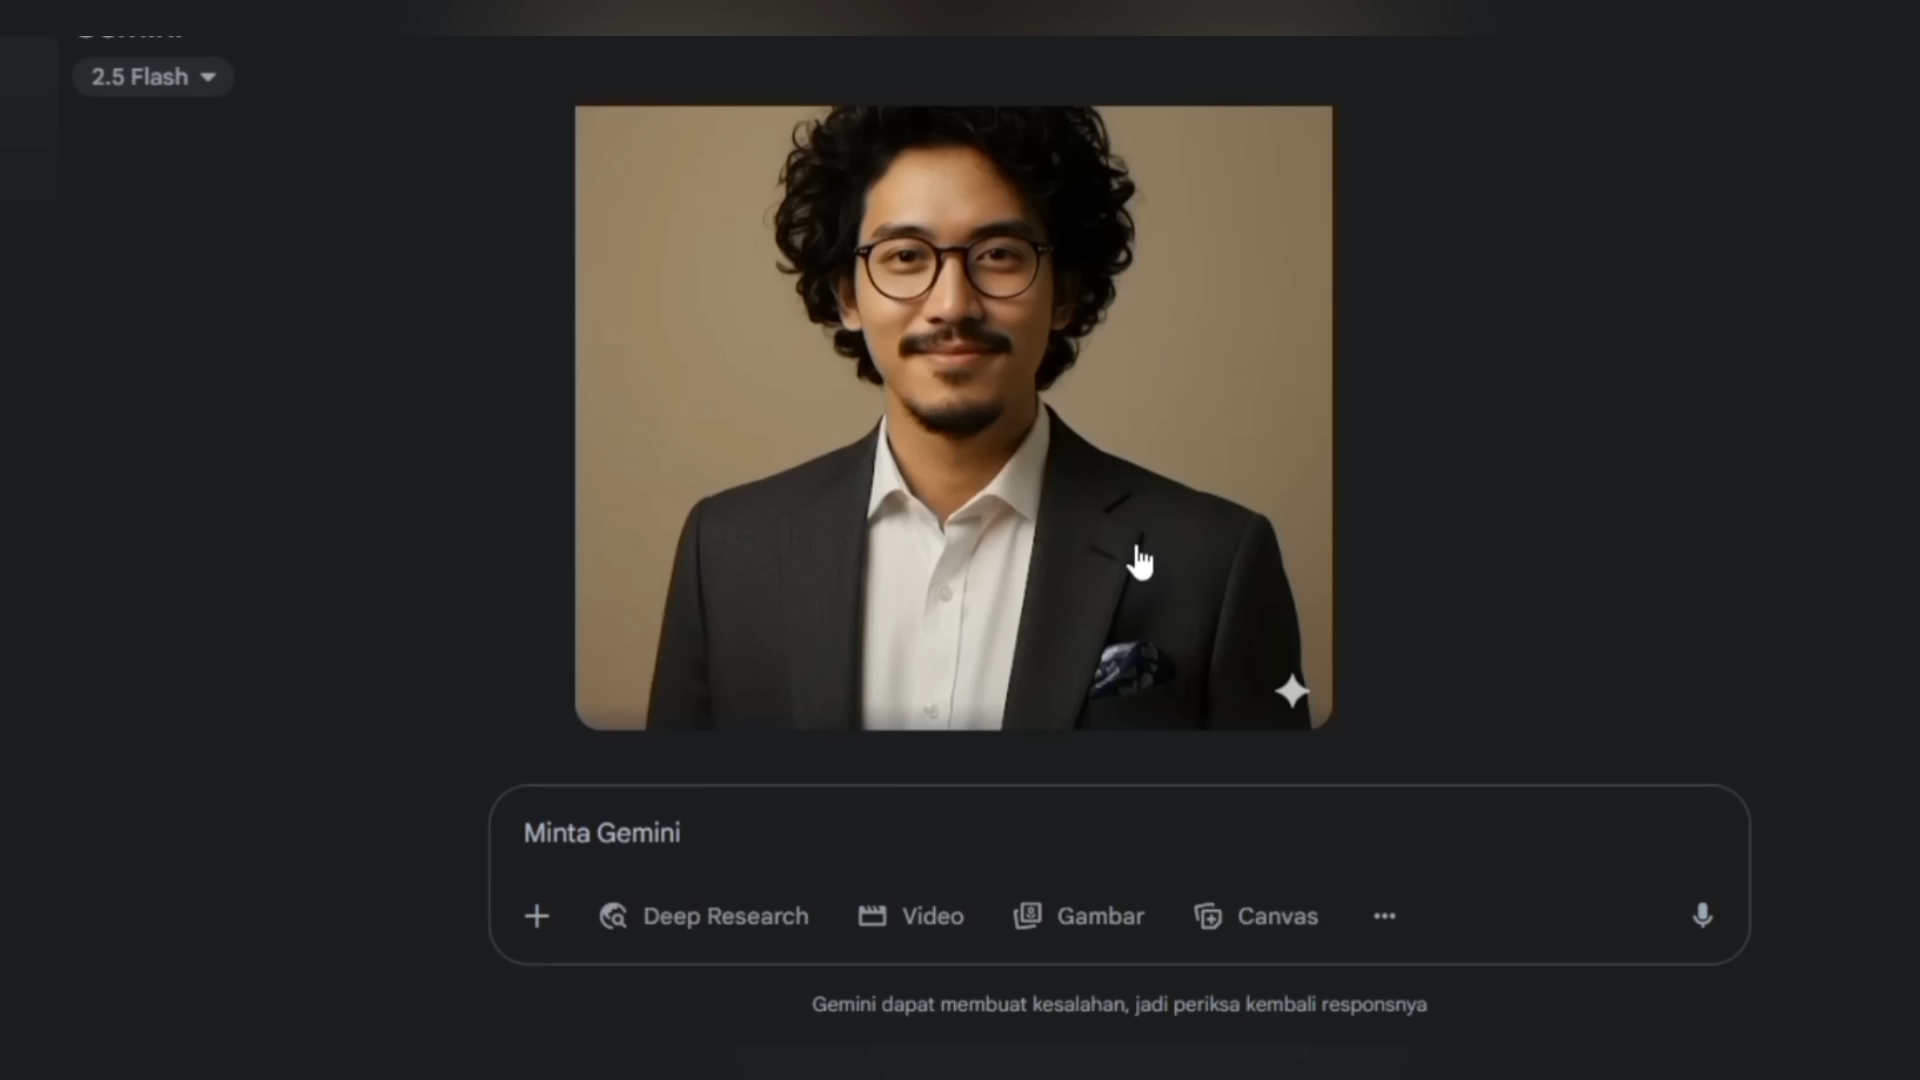 2.5 Flash
Minta Gemini
Deep Research
Video
Gambar
Canvas
Gemini dapat membuat kesalahan, jadi periksa kembali responsnya